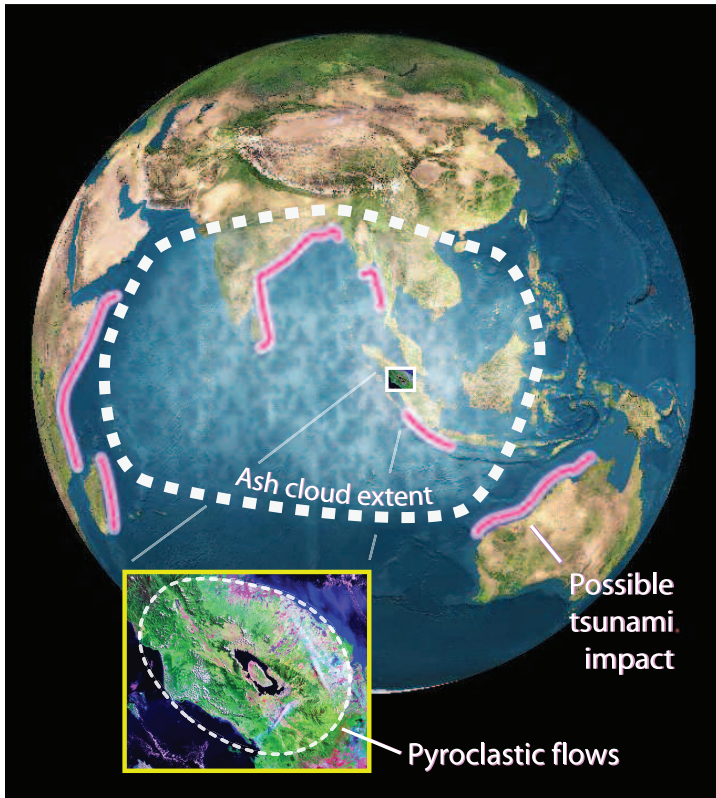 Ash cloud extent
Possible
tsunami
impact
Pyroclastic flows